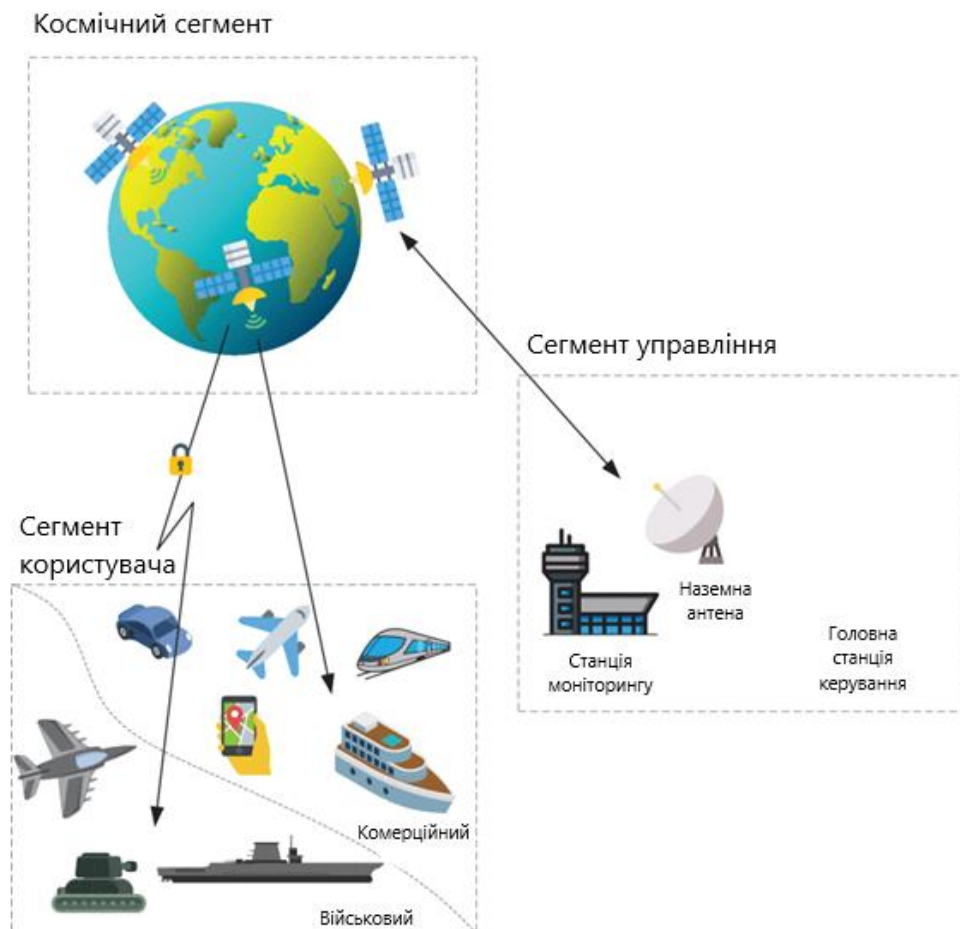 Космічний сегмент
Сегмент управління
Сегмент
користувача
Наземна
антена
Станція
моніторингу
Головна
станція
керування
Комерційний
Військовий